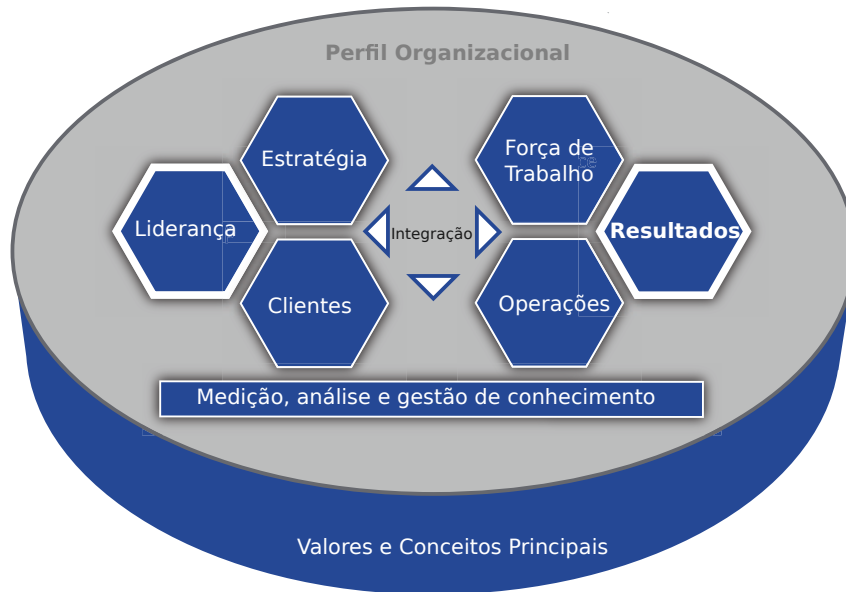 Perfil Organizacional
Estratégia
Força de
Trabalho
Liderança
Integração
Resultados
Clientes
Operações
Medição, análise e gestão de conhecimento
Valores e Conceitos Principais